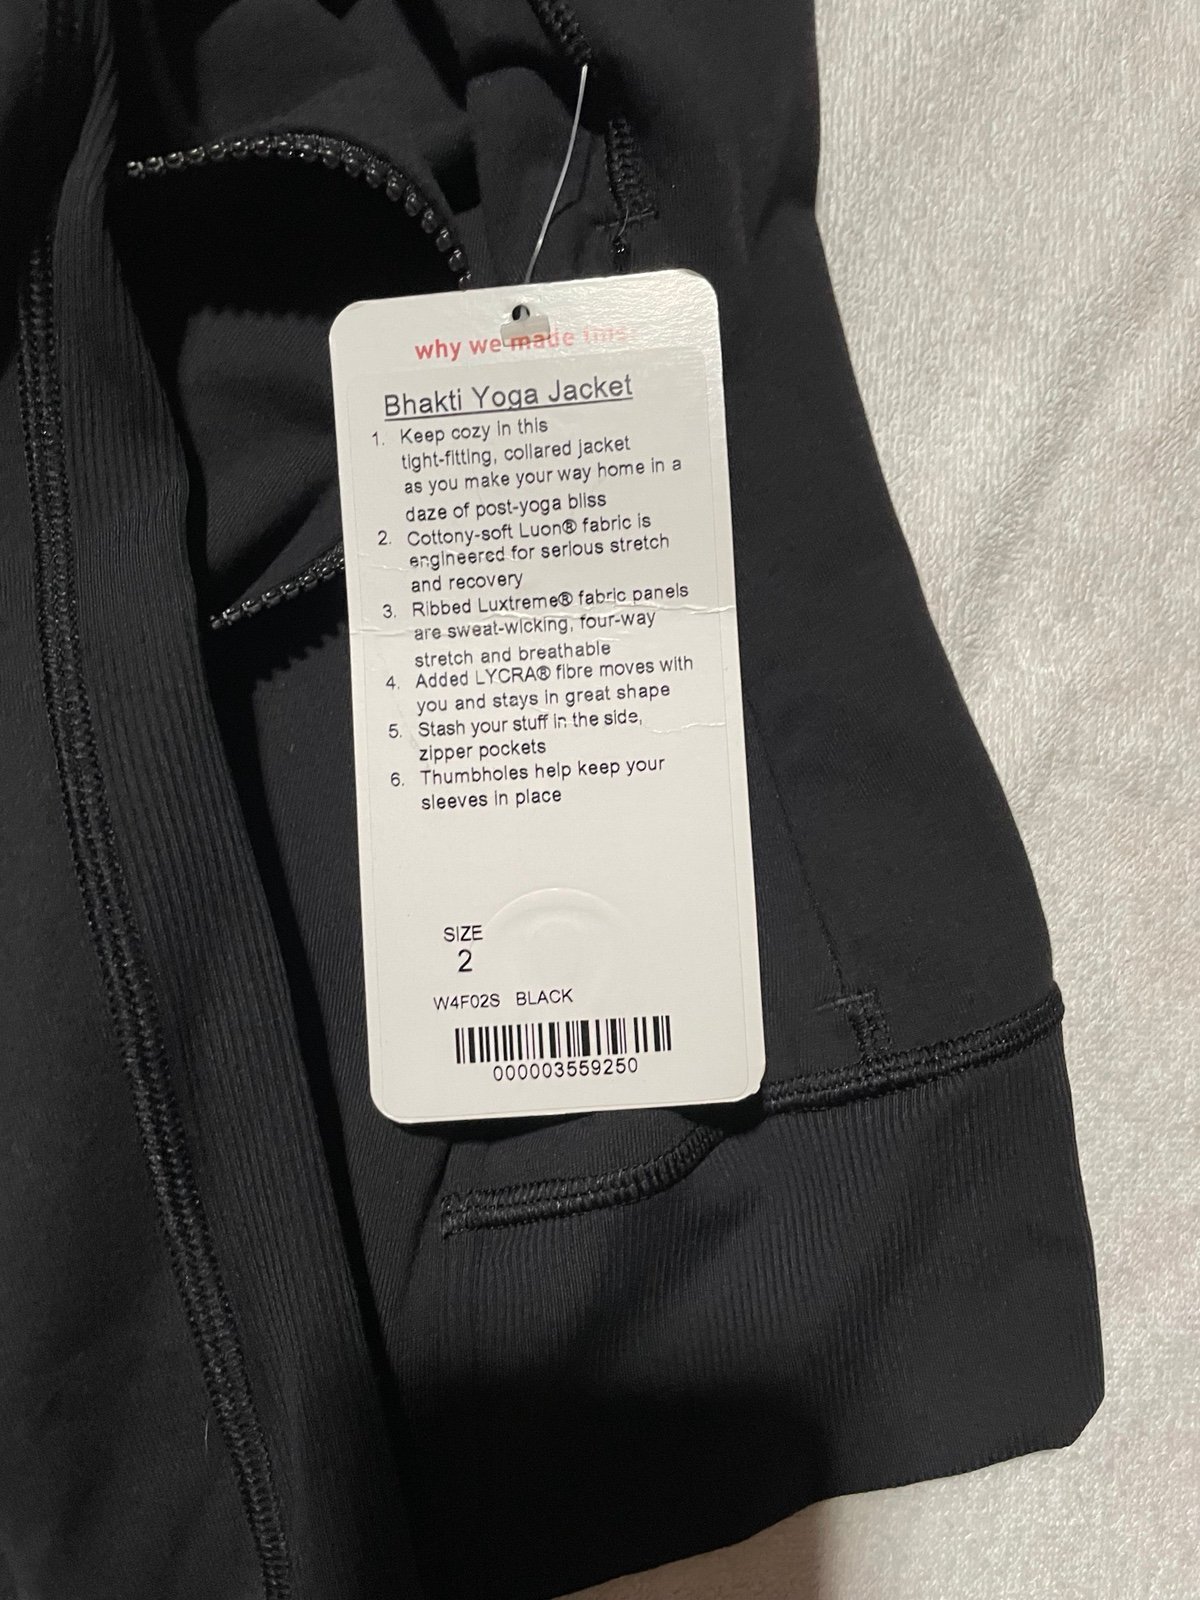 why we made this:
Bhakti Yoga Jacket
1. Keep cozy in this
tight-fitting, collared jacket
as you make your way home in a
daze of post-yoga bliss
2. Cottony-soft Luon® fabric is
engineered for serious stretch
and recovery
3. Ribbed Luxtreme® fabric panels
are sweat-wicking, four-way
stretch and breathable
4. Added LYCRA® fibre moves with
you and stays in great shape
5. Stash your stuff in the side,
zipper pockets
6. Thumbholes help keep your
sleeves in place
SIZE
2
W4F02S BLACK
000003559250